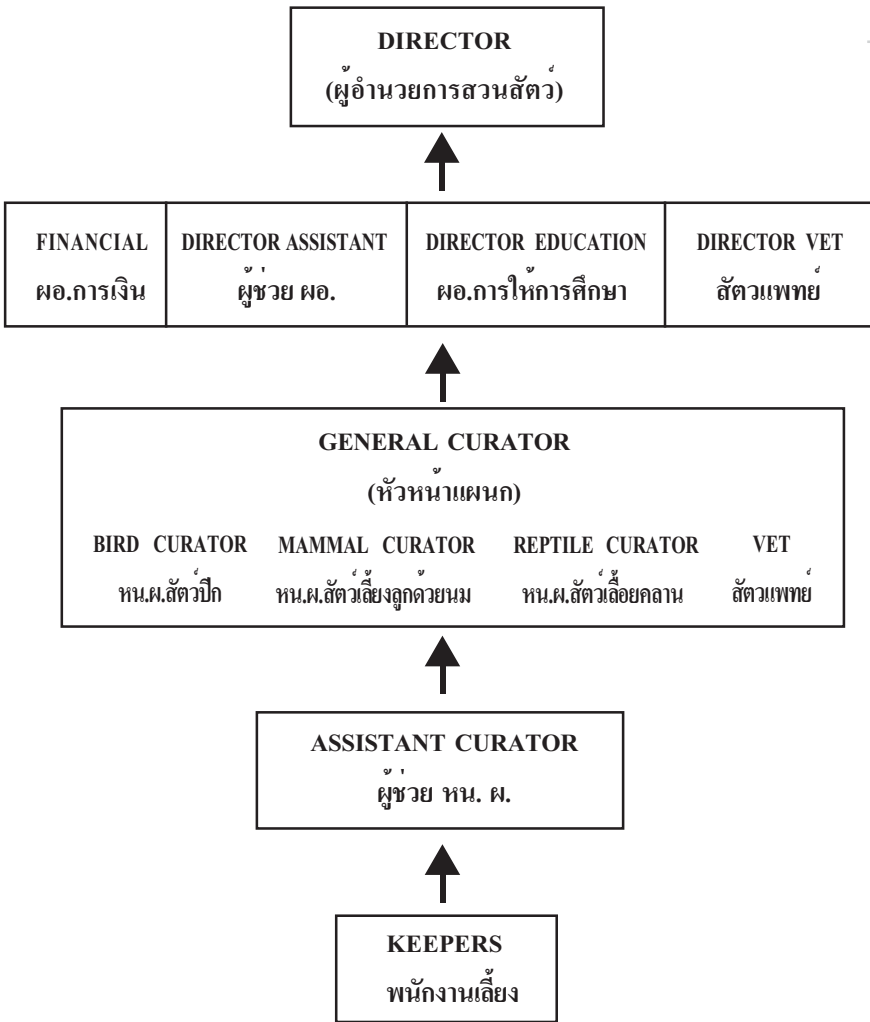 DIRECTOR
(ผู้อำนวยการสวนสัตว์)
FINANCIAL
ผอ.การเงิน
DIRECTOR ASSISTANT
ผู้ช่วย ผอ.
DIRECTOR EDUCATION
ผอ.การให้การศึกษา
DIRECTOR VET
สัตวแพทย์
GENERAL CURATOR
(หัวหน้าแผนก)
BIRD CURATOR
หน.ผ.สัตว์ปีก
MAMMAL CURATOR
หน.ผ.สัตว์เลี้ยงลูกด้วยนม
REPTILE CURATOR
หน.ผ.สัตว์เลื้อยคลาน
VET
สัตวแพทย์
ASSISTANT CURATOR
ผู้ช่วย หน. ผ.
KEEPERS
พนักงานเลี้ยง